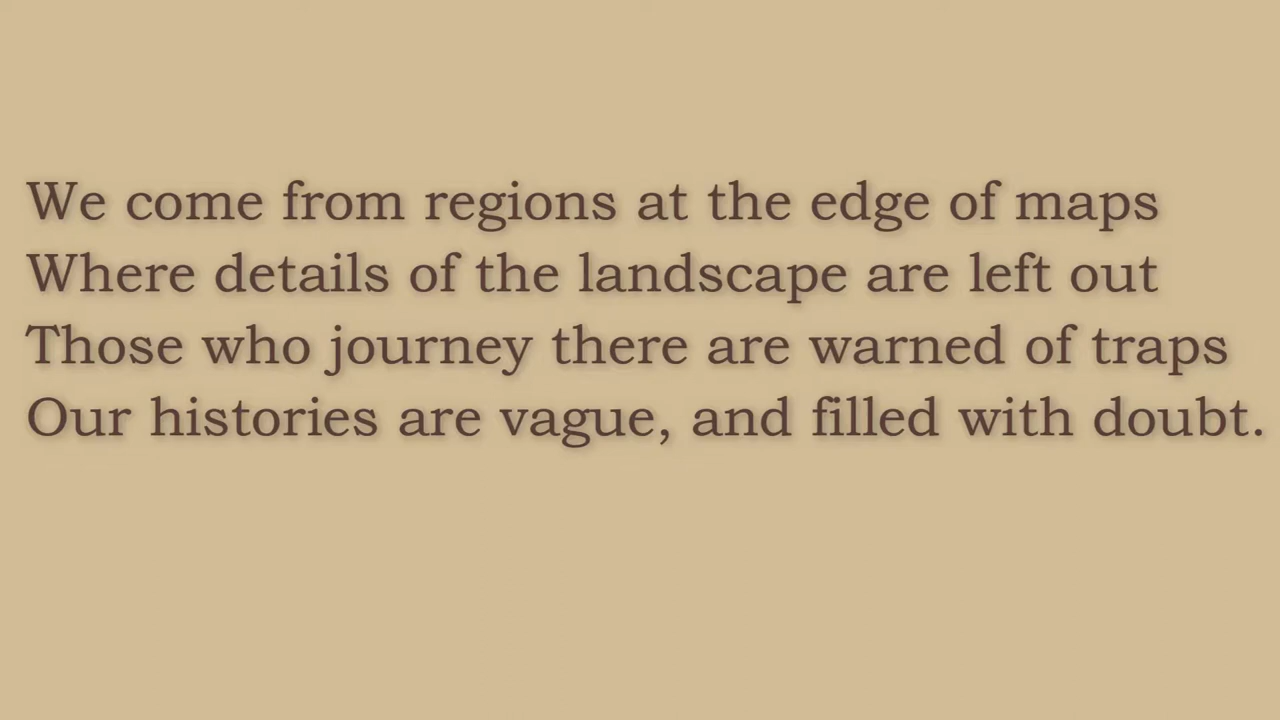 We come from regions at the edge of maps
Where details of the landscape are left out
Those who journey there are warned of traps
Our histories are vague, and filled with doubt.